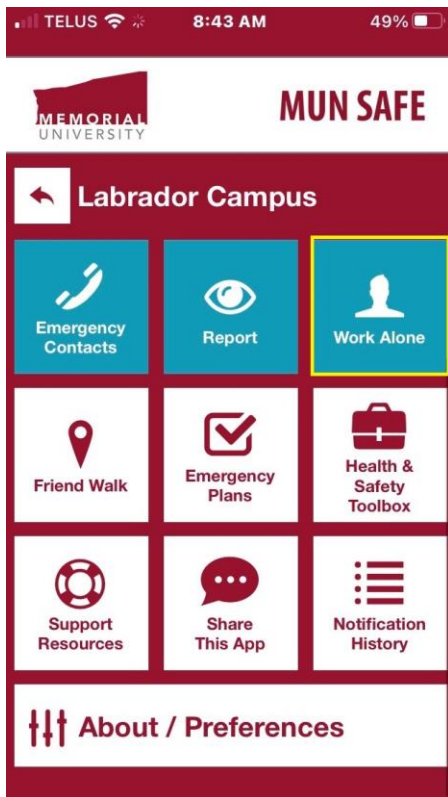 TELUS 8:43 AM 49%
MEMORIAL
UNIVERSITY
MUN SAFE
Labrador Campus
Emergency
Contacts
Report
Work Alone
Friend Walk
Emergency
Plans
Health &
Safety
Toolbox
Support
Resources
Share
This App
Notification
History
About / Preferences